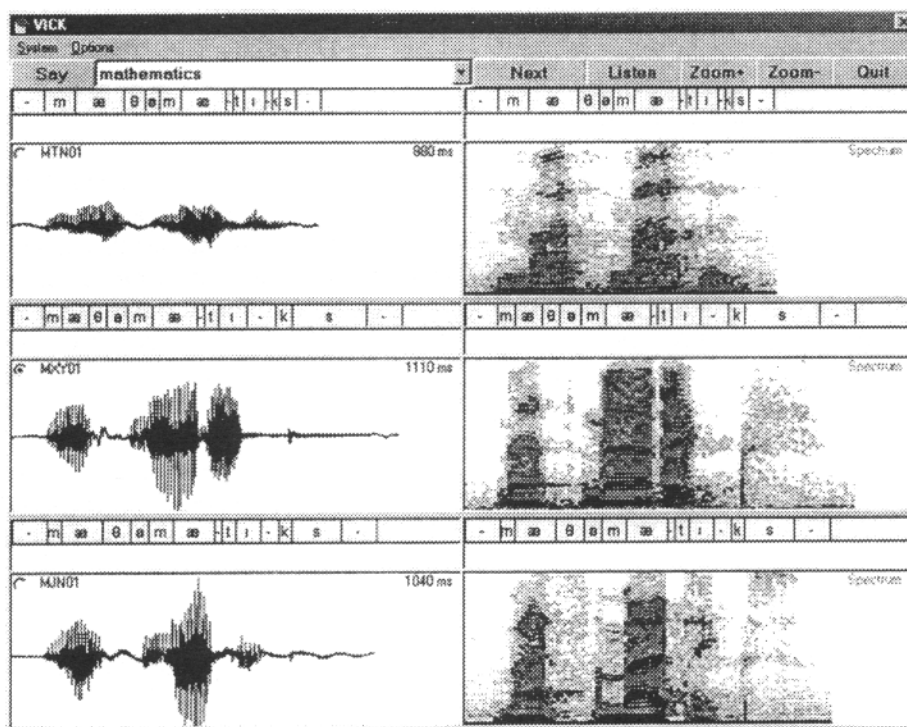 VICK
System Options
Say mathematics Next Listen Zoom+ Zoom- Quit
- m æ θ ə m æ - t ɪ - k s - - m æ θ ə m æ - t ɪ - k s -
MTN01 880 ms Spectrum
- m æ θ ə m æ - t ɪ - k s - - m æ θ ə m æ - t ɪ - k s -
MXY01 1110 ms Spectrum
- m æ θ ə m æ - t ɪ - k s - - m æ θ ə m æ - t ɪ - k s -
MJN01 1040 ms Spectrum